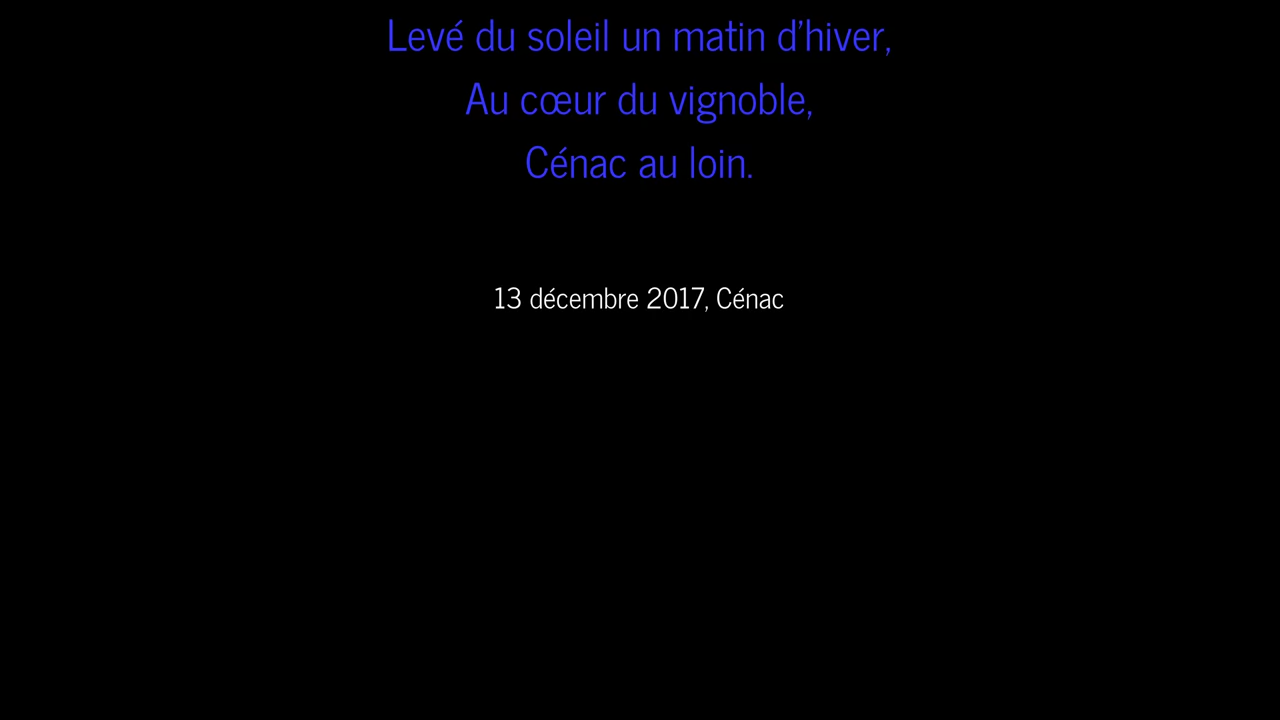 Levé du soleil un matin d’hiver,
Au cœur du vignoble,
Cénac au loin.
13 décembre 2017, Cénac